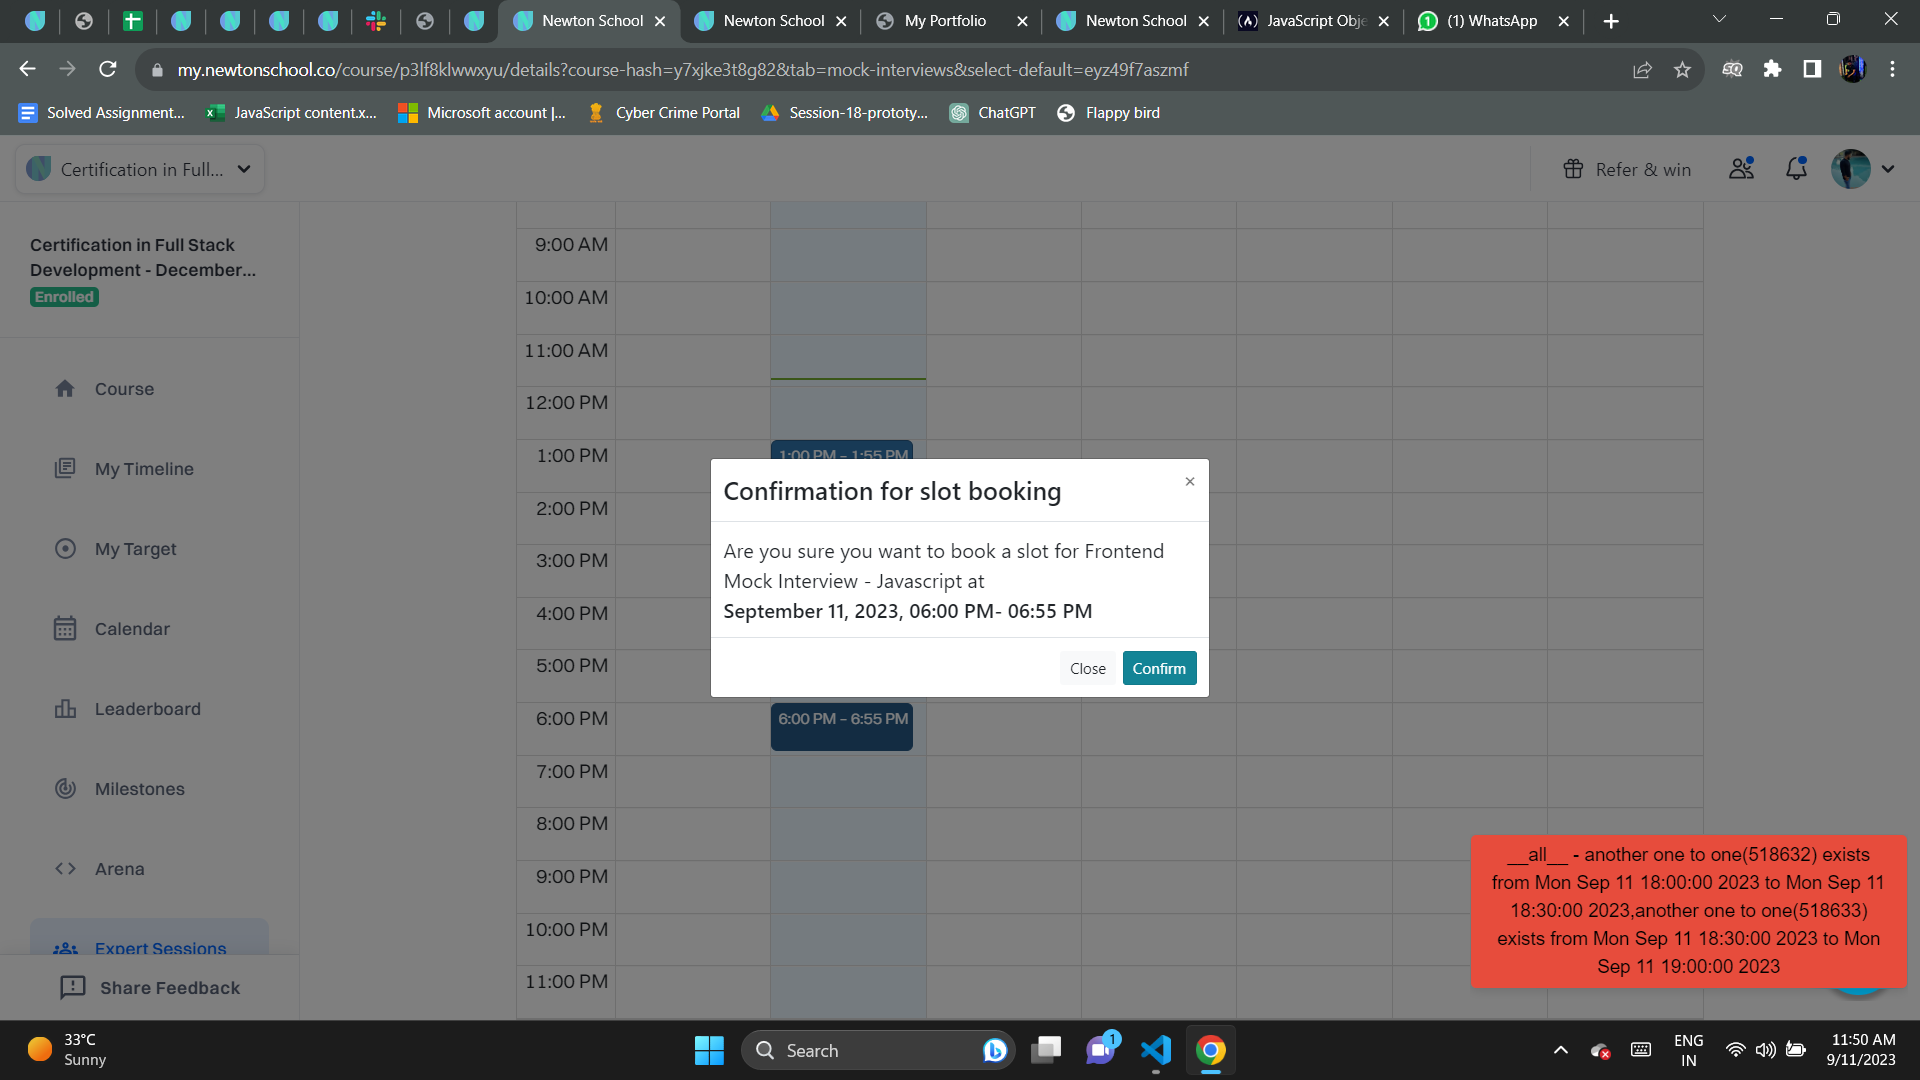 Newton School
Newton School
My Portfolio
Newton School
JavaScript Obje
(1) WhatsApp
my.newtonschool.co/course/p3lf8klwwxyu/details?course-hash=y7xjke3t8g82&tab=mock-interviews&select-default=eyz49f7aszmf
Solved Assignment...
JavaScript content.x...
Microsoft account |...
Cyber Crime Portal
Session-18-prototy...
ChatGPT
Flappy bird
Certification in Full...
Refer & win
Certification in Full Stack
Development - December...
Enrolled
Course
My Timeline
My Target
Calendar
Leaderboard
Milestones
Arena
Expert Sessions
Share Feedback
9:00 AM
10:00 AM
11:00 AM
12:00 PM
1:00 PM
1:00 PM – 1:55 PM
2:00 PM
3:00 PM
4:00 PM
5:00 PM
6:00 PM
6:00 PM – 6:55 PM
7:00 PM
8:00 PM
9:00 PM
10:00 PM
11:00 PM
Confirmation for slot booking
×
Are you sure you want to book a slot for Frontend
Mock Interview - Javascript at
September 11, 2023, 06:00 PM- 06:55 PM
Close
Confirm
__all__ - another one to one(518632) exists
from Mon Sep 11 18:00:00 2023 to Mon Sep 11
18:30:00 2023,another one to one(518633)
exists from Mon Sep 11 18:30:00 2023 to Mon
Sep 11 19:00:00 2023
33°C
Sunny
Search
1
ENG
IN
11:50 AM
9/11/2023